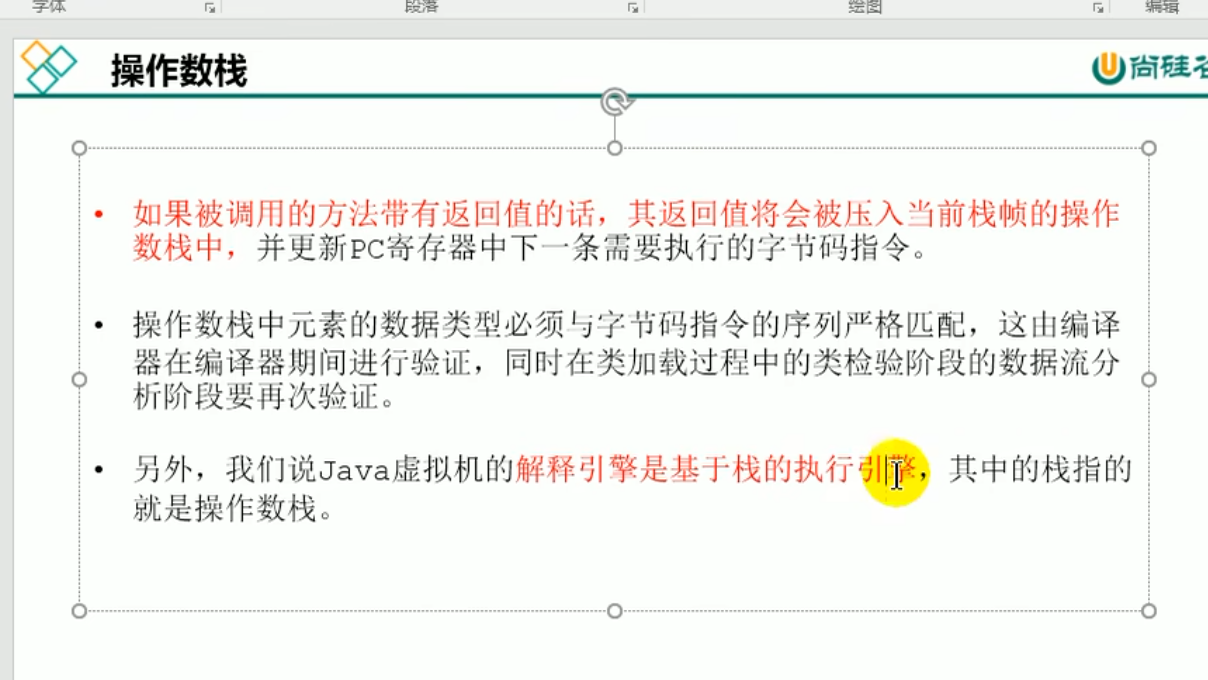 字体
段落
绘图
编辑
操作数栈
尚硅谷
• 如果被调用的方法带有返回值的话，其返回值将会被压入当前栈帧的操作
数栈中，并更新PC寄存器中下一条需要执行的字节码指令。
• 操作数栈中元素的数据类型必须与字节码指令的序列严格匹配，这由编译
器在编译器期间进行验证，同时在类加载过程中的类检验阶段的数据流分
析阶段要再次验证。
• 另外，我们说Java虚拟机的解释引擎是基于栈的执行引擎，其中的栈指的
就是操作数栈。